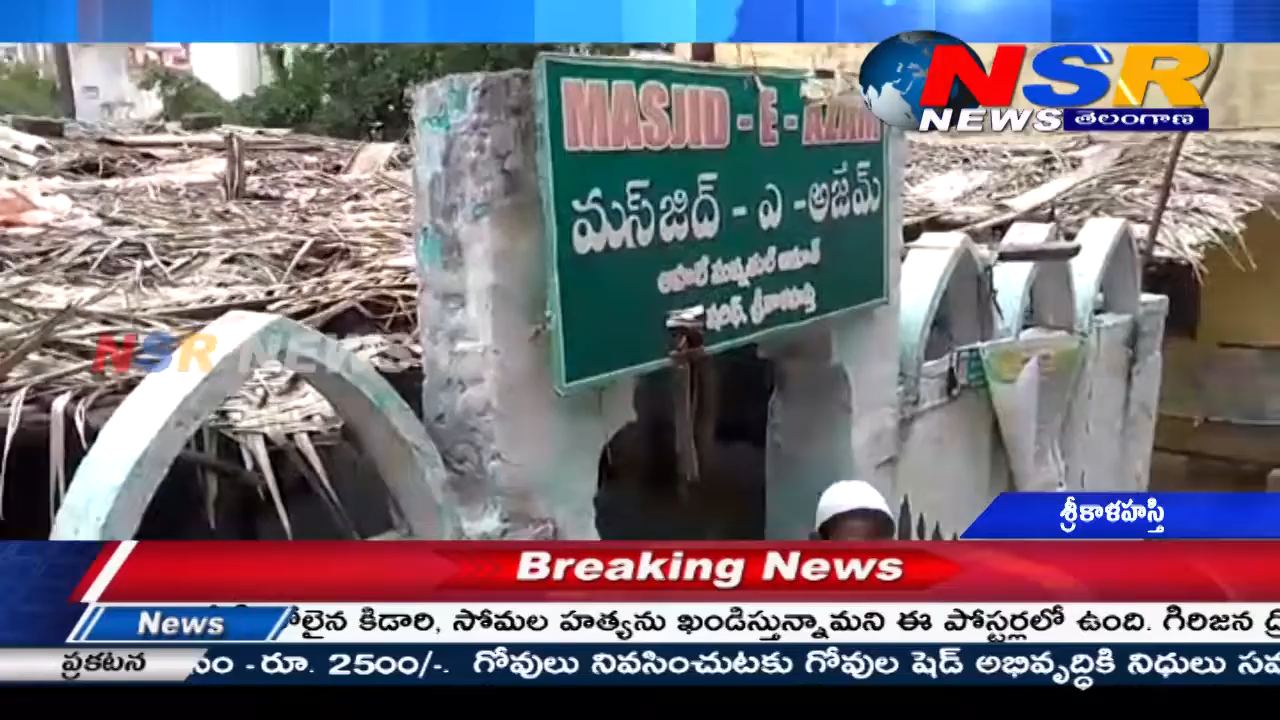 NSR
NEWS తెలంగాణ
MASJID - E - AZAM
మస్‌జిద్ - ఎ - అజమ్
శ్రీకాళహస్తి
NSR NEWS
శ్రీకాళహస్తి
Breaking News
News
కిడారి, సోమల హత్యను ఖండిస్తున్నామని ఈ పోస్టర్లలో ఉంది. గిరిజన
ప్రకటన
-రూ. 2500/-. గోవులు నివసించుటకు గోవుల షెడ్ అభివృద్ధికి నిధులు